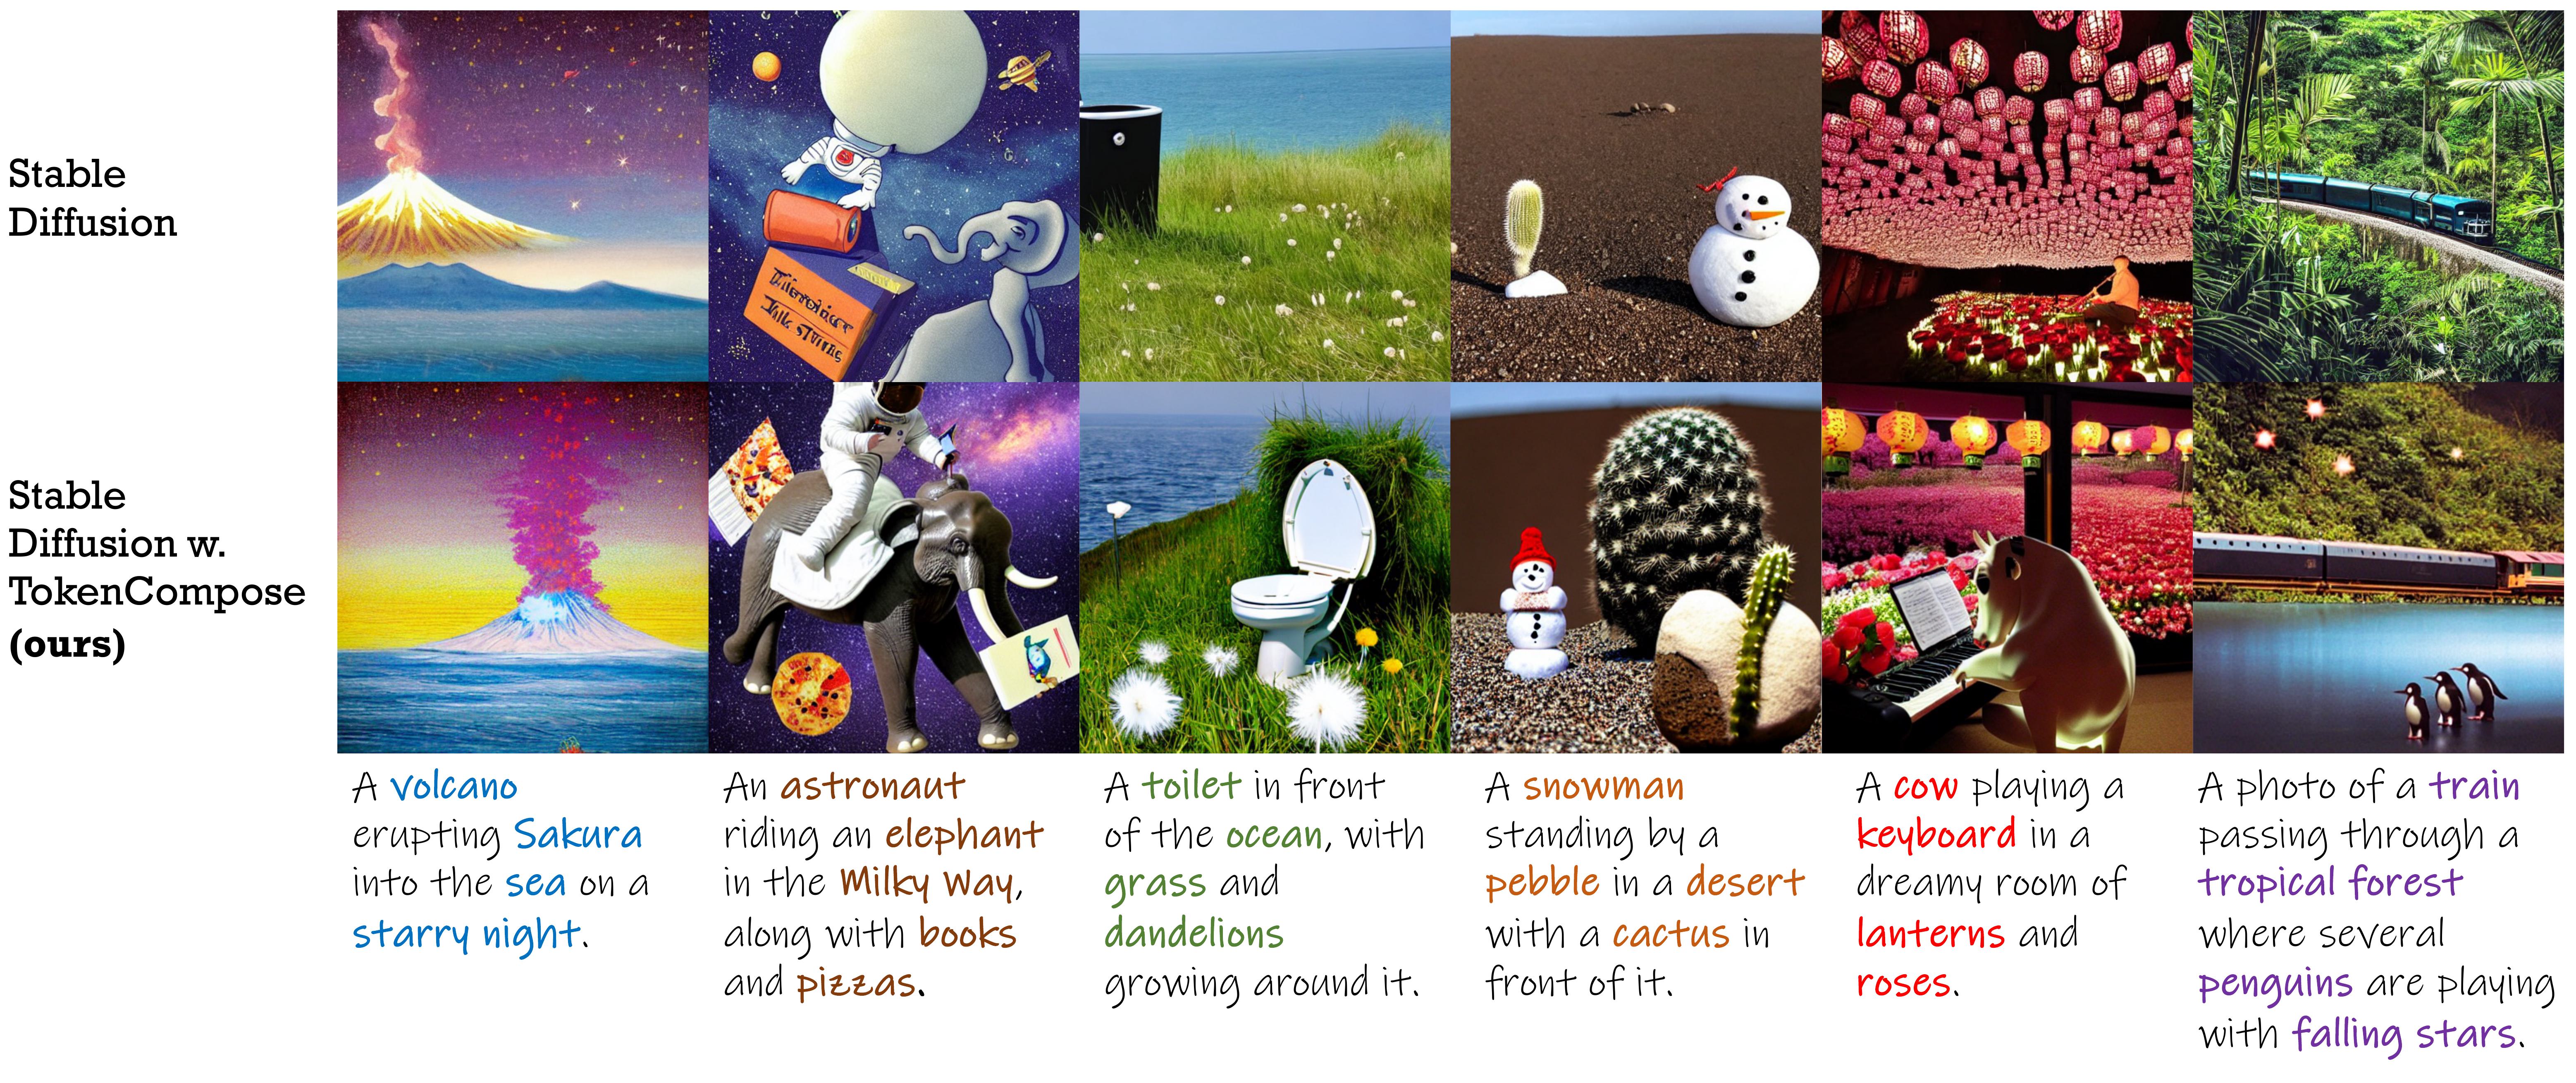 Stable
Diffusion
Stable
Diffusion w.
TokenCompose
(ours)
A volcano
erupting Sakura
into the sea on a
starry night.
An astronaut
riding an elephant
in the Milky Way,
along with books
and pizzas.
A toilet in front
of the ocean, with
grass and
dandelions
growing around it.
A snowman
standing by a
pebble in a desert
with a cactus in
front of it.
A cow playing a
keyboard in a
dreamy room of
lanterns and
roses.
A photo of a train
passing through a
tropical forest
where several
penguins are playing
with falling stars.